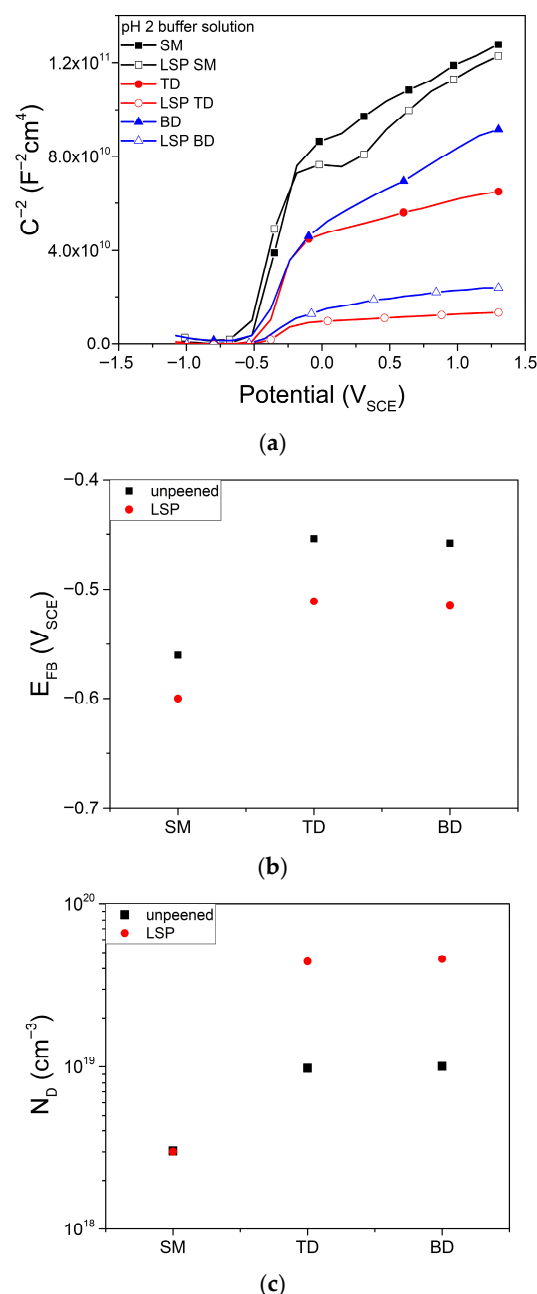 pH 2 buffer solution
SM
LSP SM
TD
LSP TD
BD
LSP BD
1.2x10¹¹
8.0x10¹⁰
4.0x10¹⁰
0.0
C⁻² (F⁻²cm⁴)
−1.5 −1.0 −0.5 0.0 0.5 1.0 1.5
Potential (V_SCE)
(a)
unpeened
LSP
−0.4
−0.5
−0.6
−0.7
E_FB (V_SCE)
SM TD BD
(b)
unpeened
LSP
10²⁰
10¹⁹
10¹⁸
N_D (cm⁻³)
SM TD BD
(c)